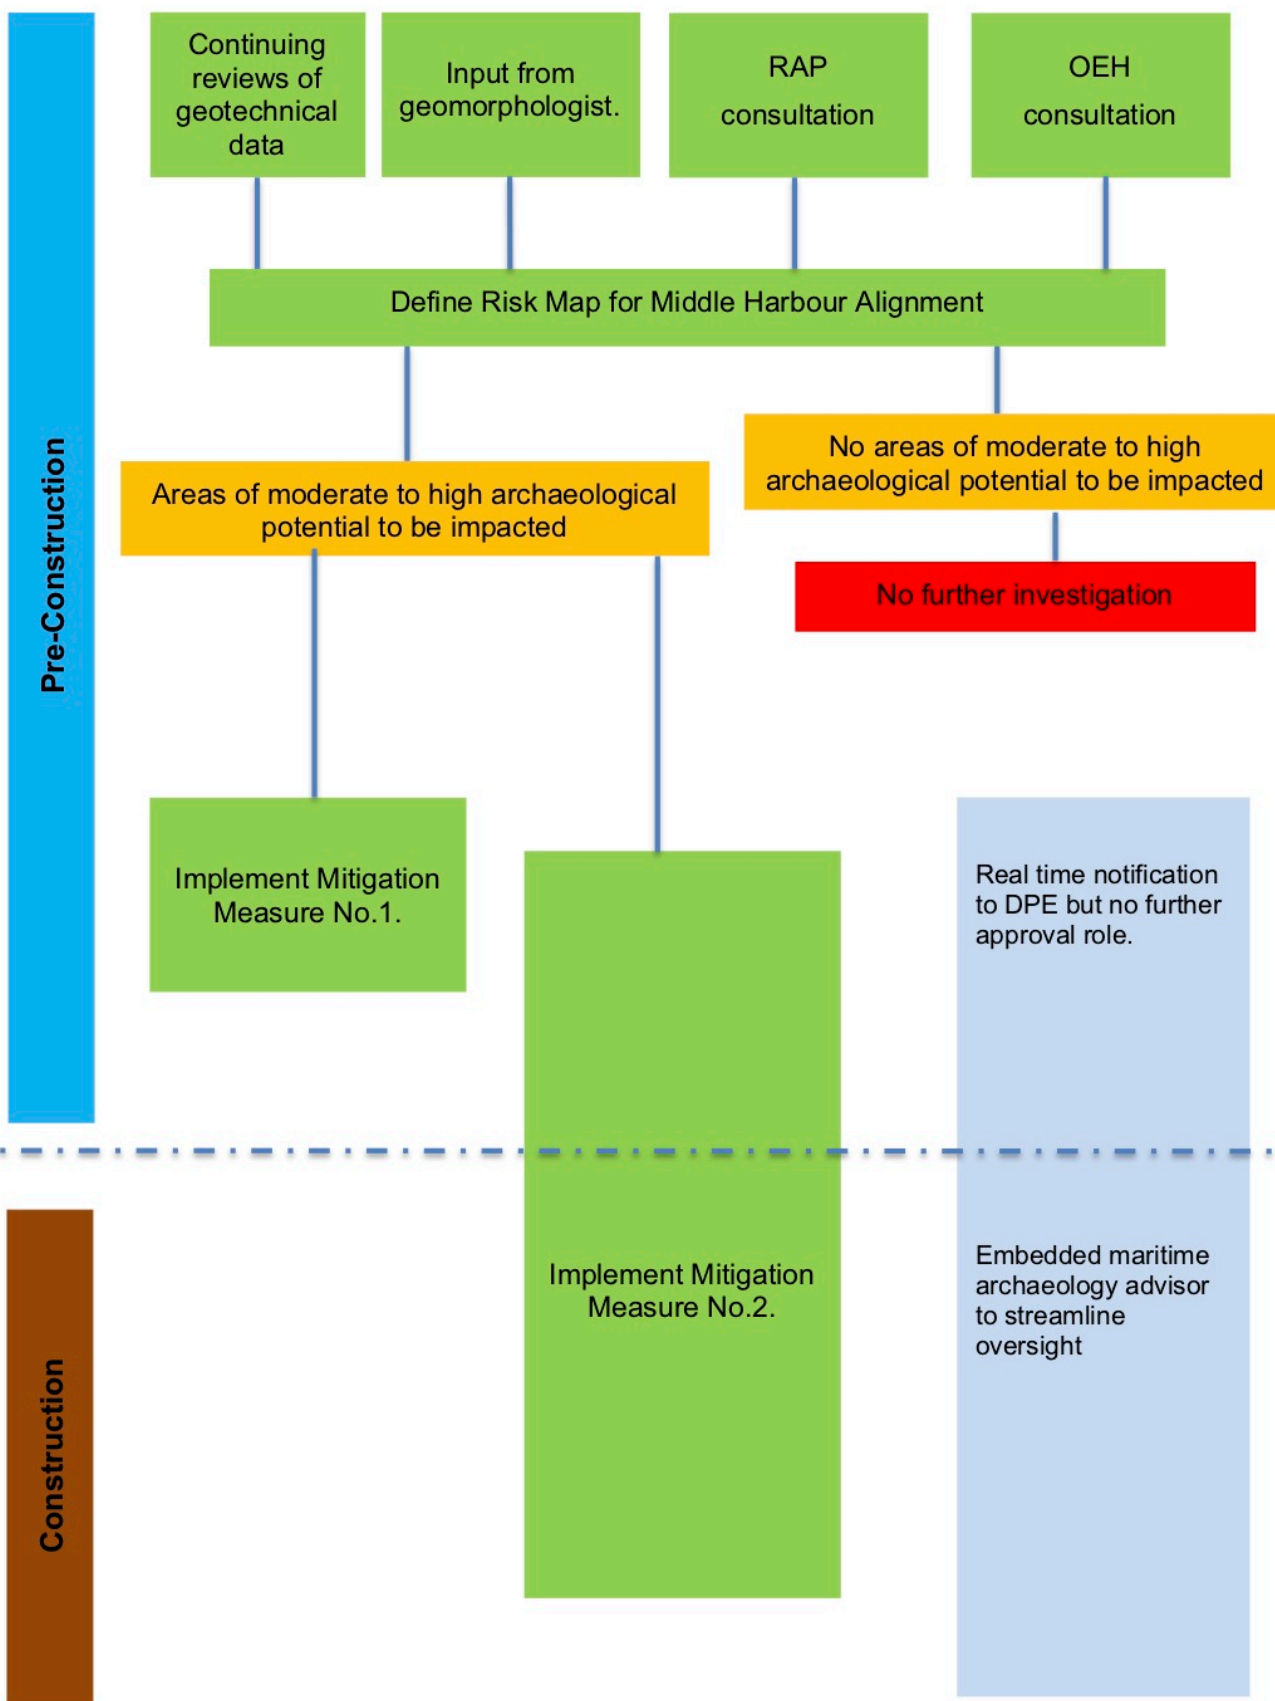 Continuing
reviews of
geotechnical
data
Input from
geomorphologist.
RAP
consultation
OEH
consultation
Define Risk Map for Middle Harbour Alignment
No areas of moderate to high
archaeological potential to be impacted
Areas of moderate to high archaeological
potential to be impacted
No further investigation
Pre-Construction
Implement Mitigation
Measure No.1.
Real time notification
to DPE but no further
approval role.
Implement Mitigation
Measure No.2.
Embedded maritime
archaeology advisor
to streamline
oversight
Construction